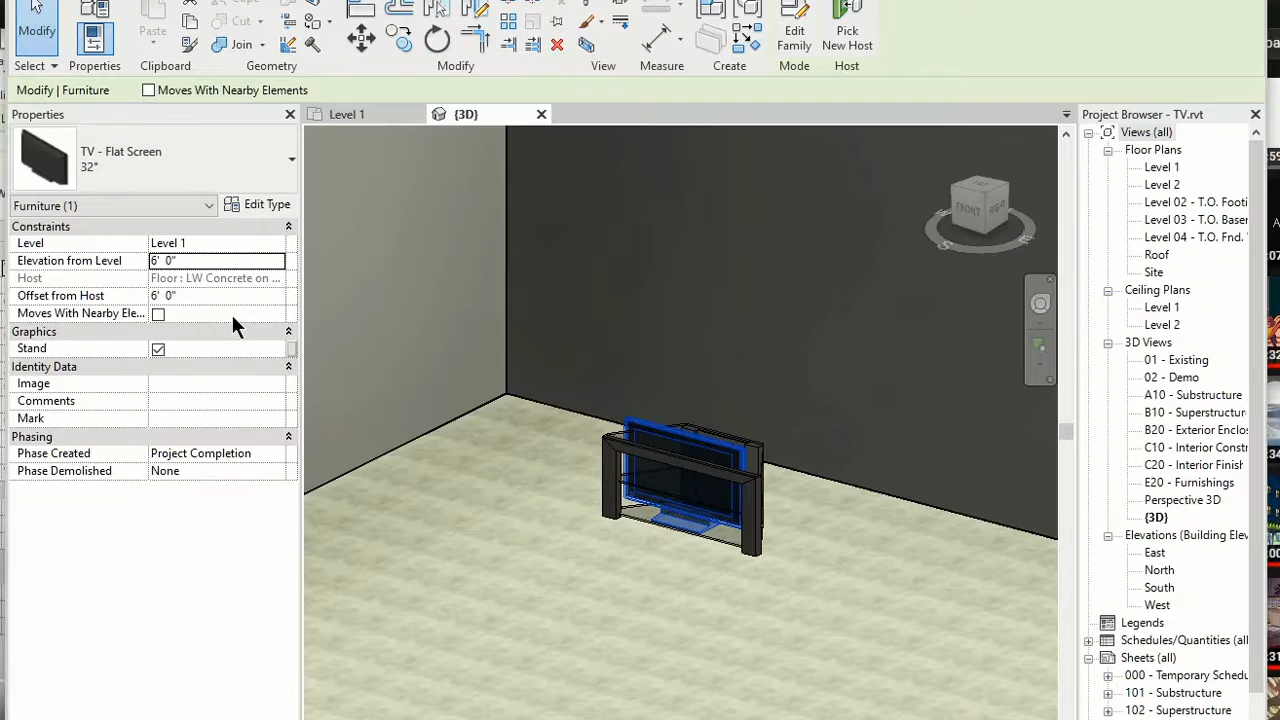 Modify
Paste
Cut
Join
Edit
Family
Pick
New Host
Select
Properties
Clipboard
Geometry
Modify
View
Measure
Create
Mode
Host
Modify | Furniture
Moves With Nearby Elements
Properties
Level 1
{3D}
Project Browser - TV.rvt
TV - Flat Screen
32"
Furniture (1)
Edit Type
Constraints
Level
Level 1
Elevation from Level
6' 0"
Host
Floor : LW Concrete on ...
Offset from Host
6' 0"
Moves With Nearby Ele...
Graphics
Stand
Identity Data
Image
Comments
Mark
Phasing
Phase Created
Project Completion
Phase Demolished
None
FRONT
Views (all)
Floor Plans
Level 1
Level 2
Level 02 - T.O. Footi
Level 03 - T.O. Baser
Level 04 - T.O. Fnd.
Roof
Site
Ceiling Plans
Level 1
Level 2
3D Views
01 - Existing
02 - Demo
A10 - Substructure
B10 - Superstructur
B20 - Exterior Enclos
C10 - Interior Constr
C20 - Interior Finish
E20 - Furnishings
Perspective 3D
{3D}
Elevations (Building Elev
East
North
South
West
Legends
Schedules/Quantities (all
Sheets (all)
000 - Temporary Schedu
101 - Substructure
102 - Superstructure